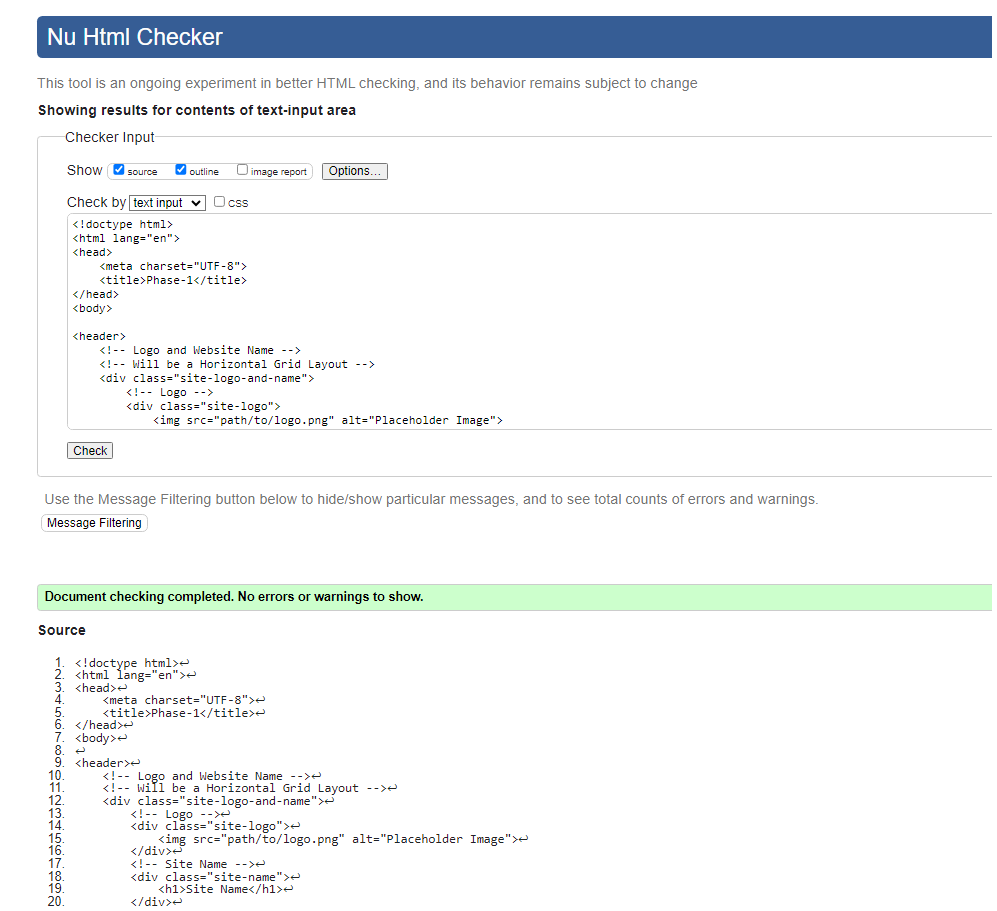 Nu Html Checker
This tool is an ongoing experiment in better HTML checking, and its behavior remains subject to change
Showing results for contents of text-input area
Checker Input
Show source outline image report Options...
Check by text input css
<!doctype html>
<html lang="en">
<head>
    <meta charset="UTF-8">
    <title>Phase-1</title>
</head>
<body>

<header>
    <!-- Logo and Website Name -->
    <!-- Will be a Horizontal Grid Layout -->
    <div class="site-logo-and-name">
        <!-- Logo -->
        <div class="site-logo">
            <img src="path/to/logo.png" alt="Placeholder Image">
Check
Use the Message Filtering button below to hide/show particular messages, and to see total counts of errors and warnings.
Message Filtering
Document checking completed. No errors or warnings to show.
Source
1. <!doctype html>↩
2. <html lang="en">↩
3. <head>↩
4.     <meta charset="UTF-8">↩
5.     <title>Phase-1</title>↩
6. </head>↩
7. <body>↩
8. ↩
9. <header>↩
10.     <!-- Logo and Website Name -->↩
11.     <!-- Will be a Horizontal Grid Layout -->↩
12.     <div class="site-logo-and-name">↩
13.         <!-- Logo -->↩
14.         <div class="site-logo">↩
15.             <img src="path/to/logo.png" alt="Placeholder Image">↩
16.         </div>↩
17.         <!-- Site Name -->↩
18.         <div class="site-name">↩
19.             <h1>Site Name</h1>↩
20.         </div>↩